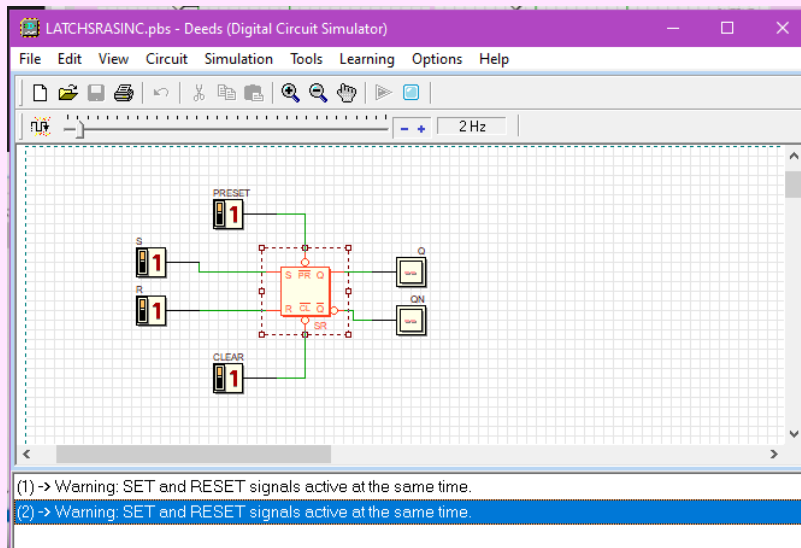 LATCHSRASINC.pbs - Deeds (Digital Circuit Simulator)
File Edit View Circuit Simulation Tools Learning Options Help
2 Hz
PRESET
1
S
1
Q
S PR Q
R
1
QN
R CL Q
SR
CLEAR
1
(1) -> Warning: SET and RESET signals active at the same time.
(2) -> Warning: SET and RESET signals active at the same time.